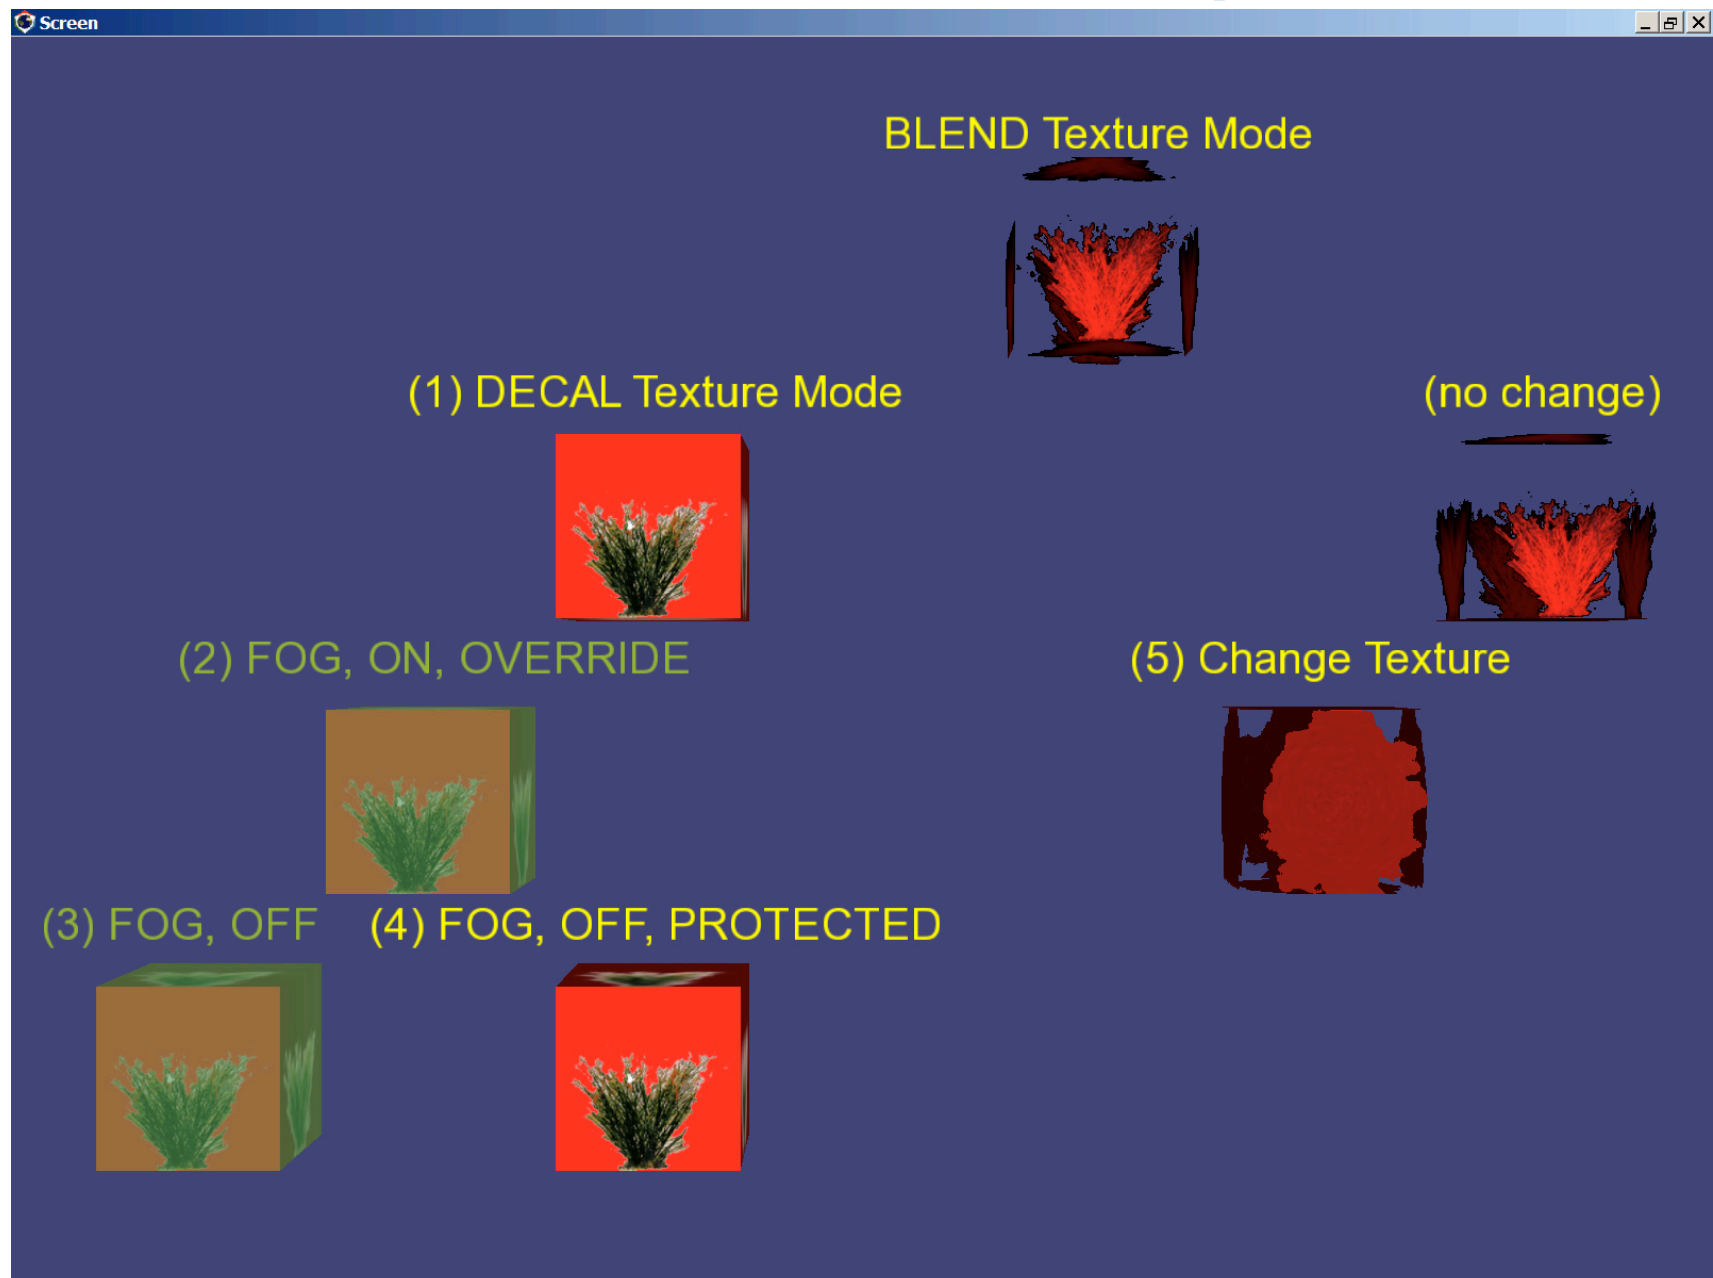 Screen
BLEND Texture Mode
(1) DECAL Texture Mode
(no change)
(2) FOG, ON, OVERRIDE
(5) Change Texture
(3) FOG, OFF
(4) FOG, OFF, PROTECTED